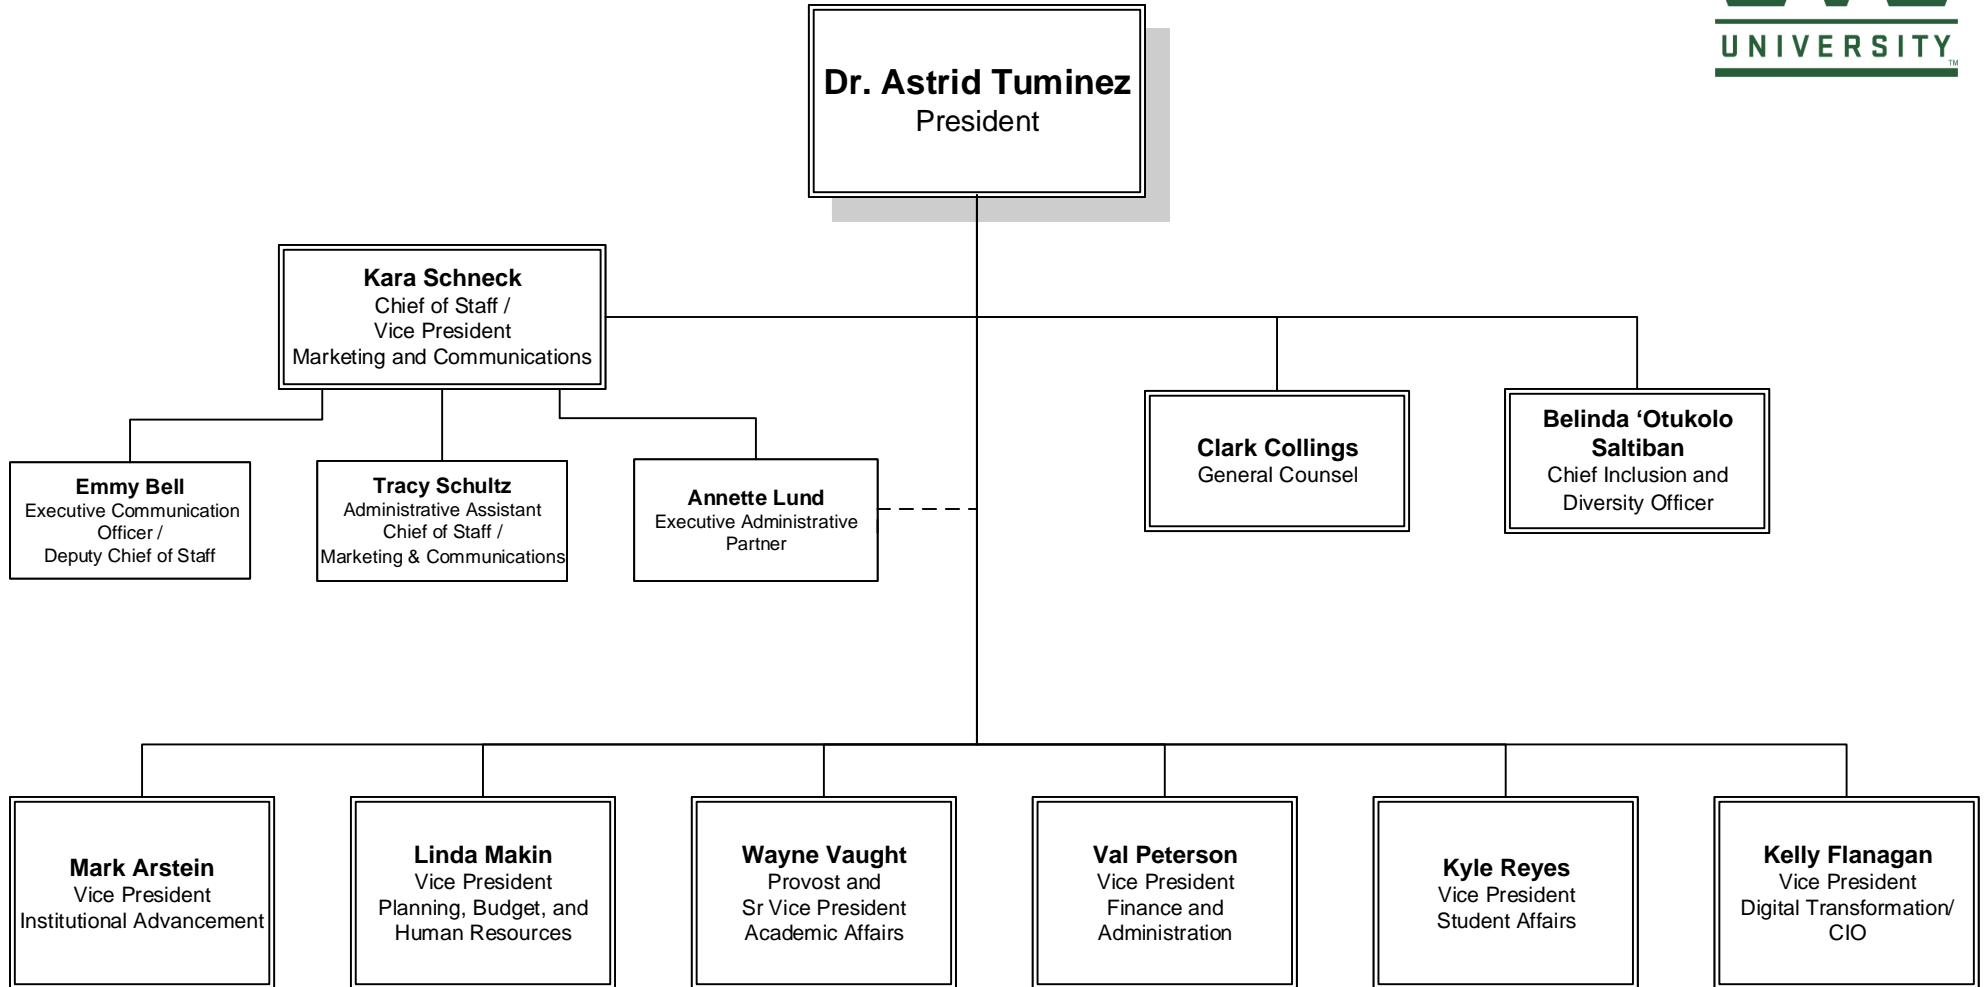 UNIVERSITY
TM
Dr. Astrid Tuminez
President
Kara Schneck
Chief of Staff /
Vice President
Marketing and Communications
Clark Collings
General Counsel
Belinda ‘Otukolo
Saltiban
Chief Inclusion and
Diversity Officer
Emmy Bell
Executive Communication
Officer /
Deputy Chief of Staff
Tracy Schultz
Administrative Assistant
Chief of Staff /
Marketing & Communications
Annette Lund
Executive Administrative
Partner
Mark Arstein
Vice President
Institutional Advancement
Linda Makin
Vice President
Planning, Budget, and
Human Resources
Wayne Vaught
Provost and
Sr Vice President
Academic Affairs
Val Peterson
Vice President
Finance and
Administration
Kyle Reyes
Vice President
Student Affairs
Kelly Flanagan
Vice President
Digital Transformation/
CIO